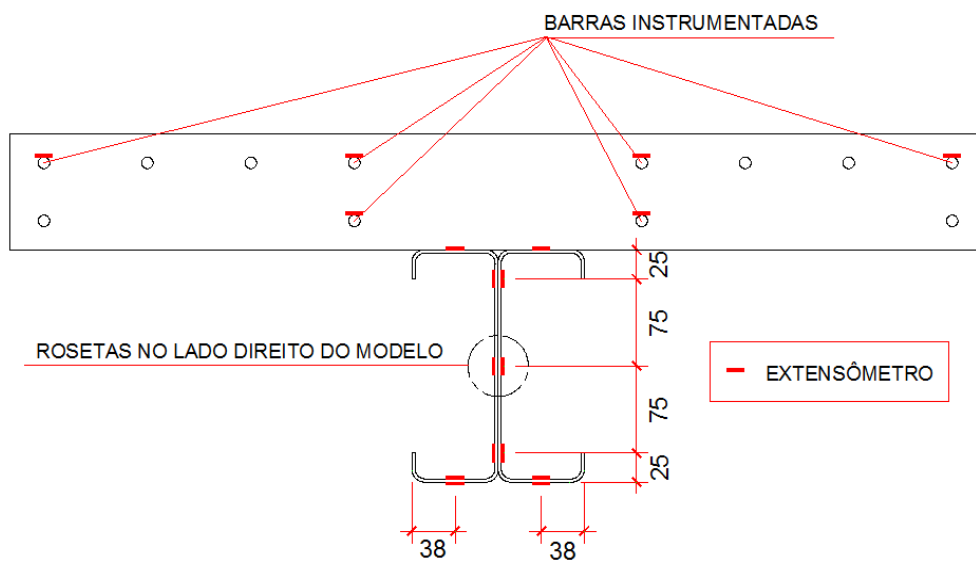 BARRAS INSTRUMENTADAS
25
75
ROSETAS NO LADO DIREITO DO MODELO
EXTENSÔMETRO
75
25
38
38